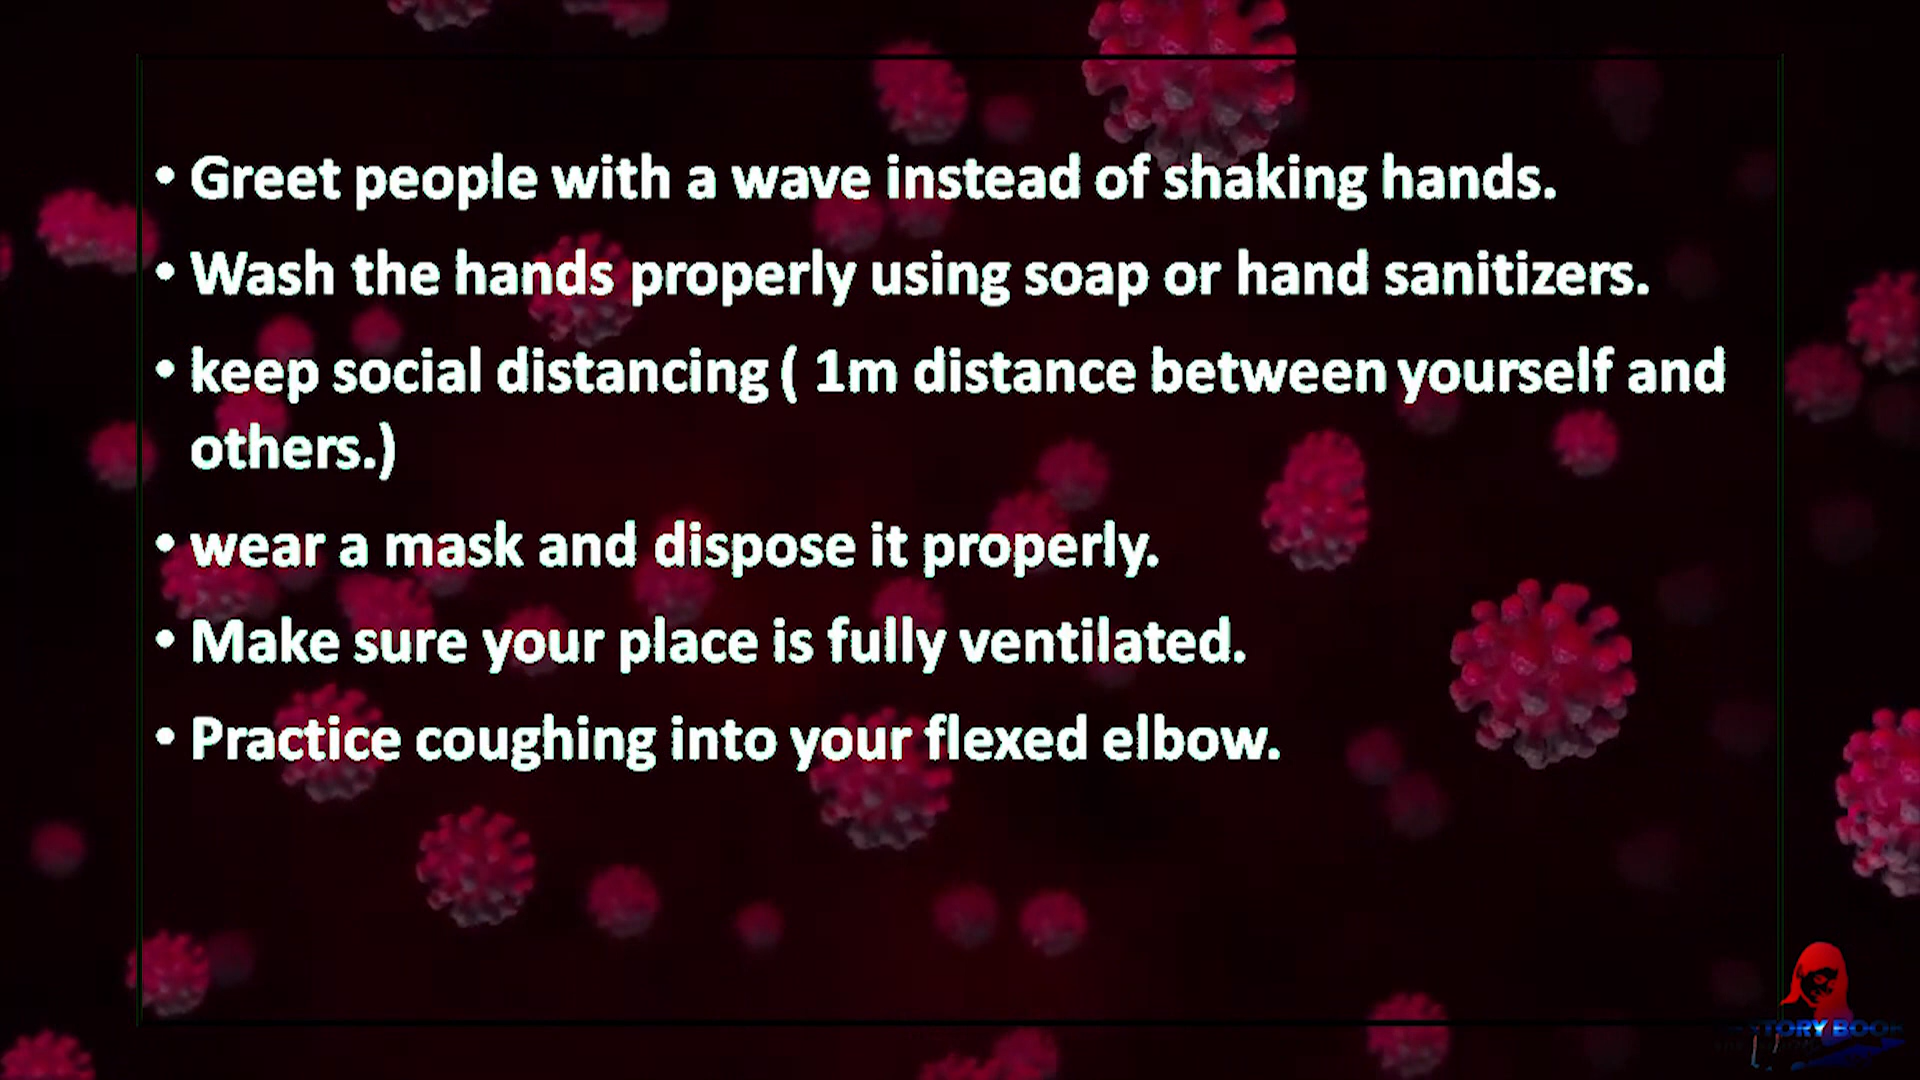 • Greet people with a wave instead of shaking hands.
• Wash the hands properly using soap or hand sanitizers.
• keep social distancing ( 1m distance between yourself and
others.)
• wear a mask and dispose it properly.
• Make sure your place is fully ventilated.
• Practice coughing into your flexed elbow.
STORY BOOK